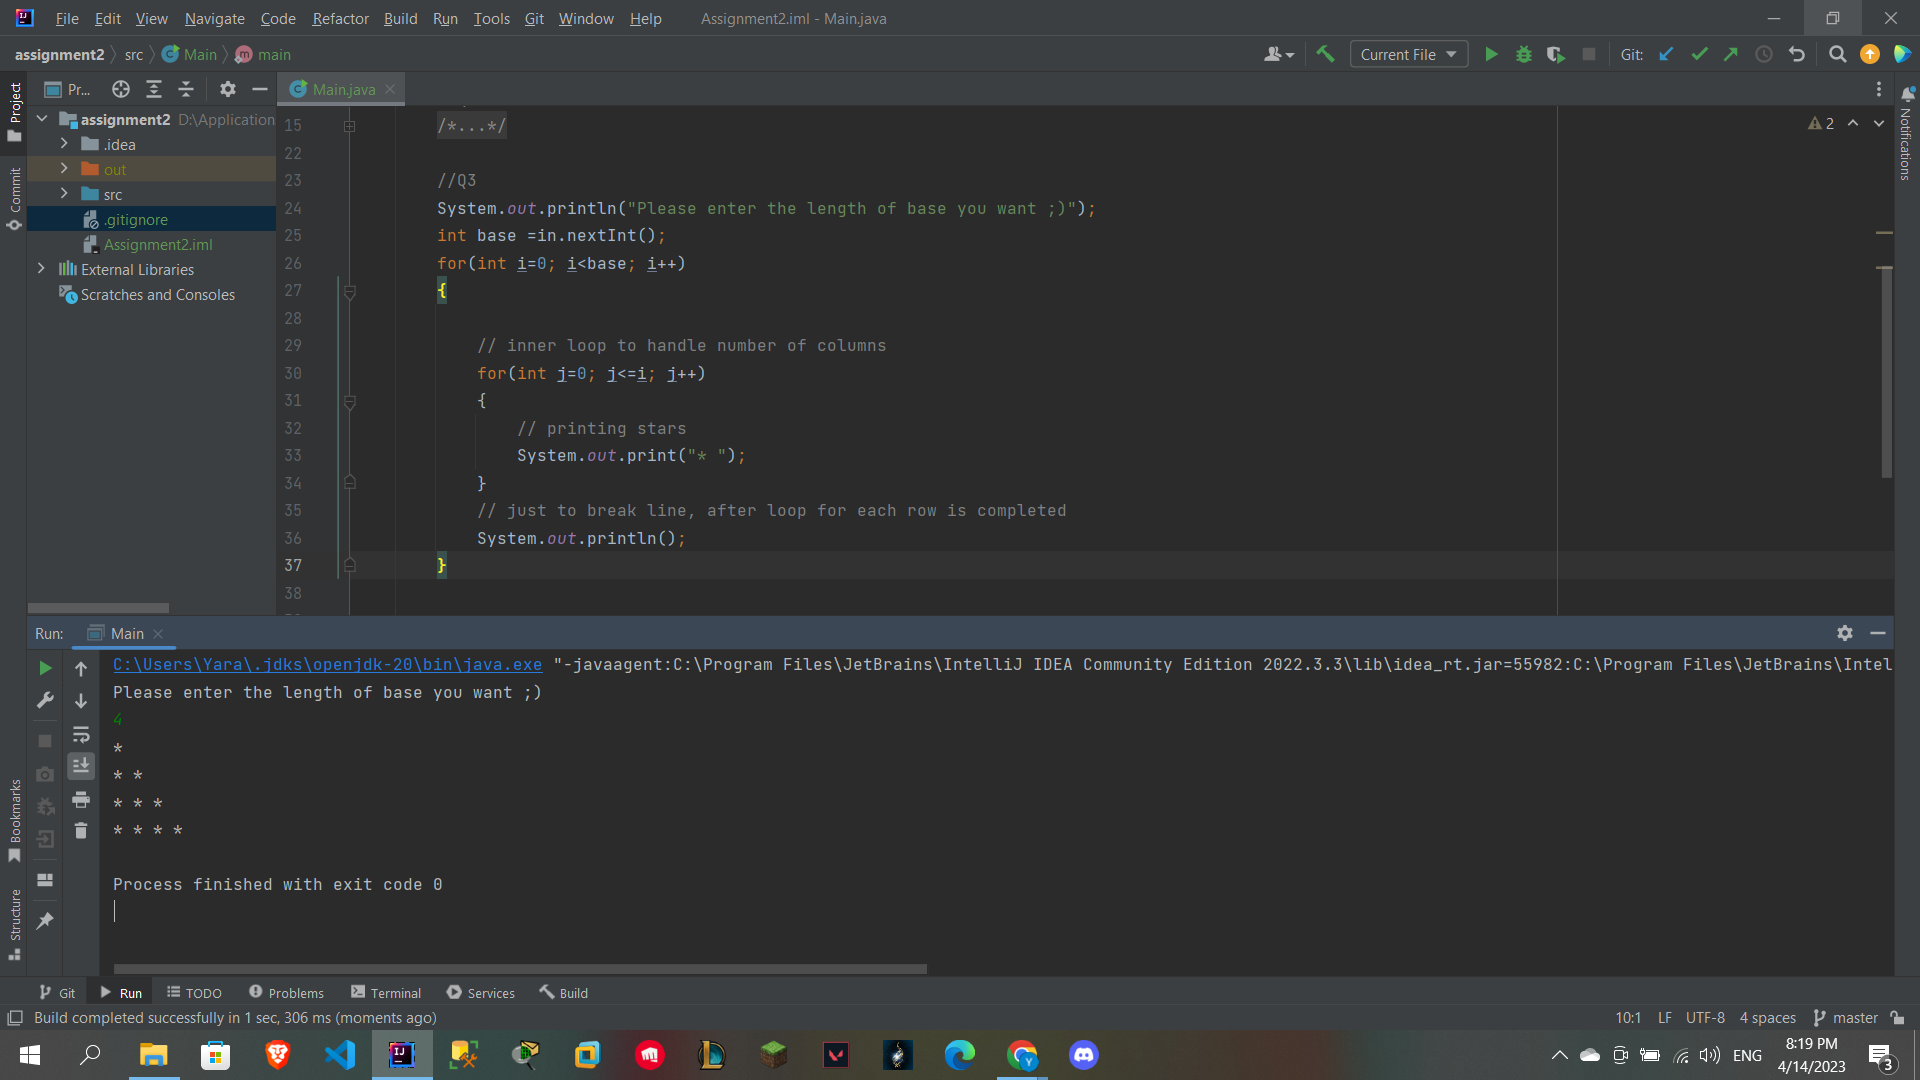 File Edit View Navigate Code Refactor Build Run Tools Git Window Help Assignment2.iml - Main.java
assignment2 src Main main Current File Git:
Pr... Main.java
Project
assignment2 D:\Application
.idea
out
src
.gitignore
Assignment2.iml
External Libraries
Scratches and Consoles
Commit
Notifications
2
15 /*...*/
22
23 //Q3
24 System.out.println("Please enter the length of base you want ;)");
25 int base =in.nextInt();
26 for(int i=0; i<base; i++)
27 {
28
29 // inner loop to handle number of columns
30 for(int j=0; j<=i; j++)
31 {
32 // printing stars
33 System.out.print("* ");
34 }
35 // just to break line, after loop for each row is completed
36 System.out.println();
37 }
38
Run: Main
C:\Users\Yara\.jdks\openjdk-20\bin\java.exe "-javaagent:C:\Program Files\JetBrains\IntelliJ IDEA Community Edition 2022.3.3\lib\idea_rt.jar=55982:C:\Program Files\JetBrains\Intel
Please enter the length of base you want ;)
4
*
* *
* * *
* * * *
Process finished with exit code 0
Bookmarks
Structure
Git Run TODO Problems Terminal Services Build
Build completed successfully in 1 sec, 306 ms (moments ago) 10:1 LF UTF-8 4 spaces master
ENG 8:19 PM
4/14/2023
3